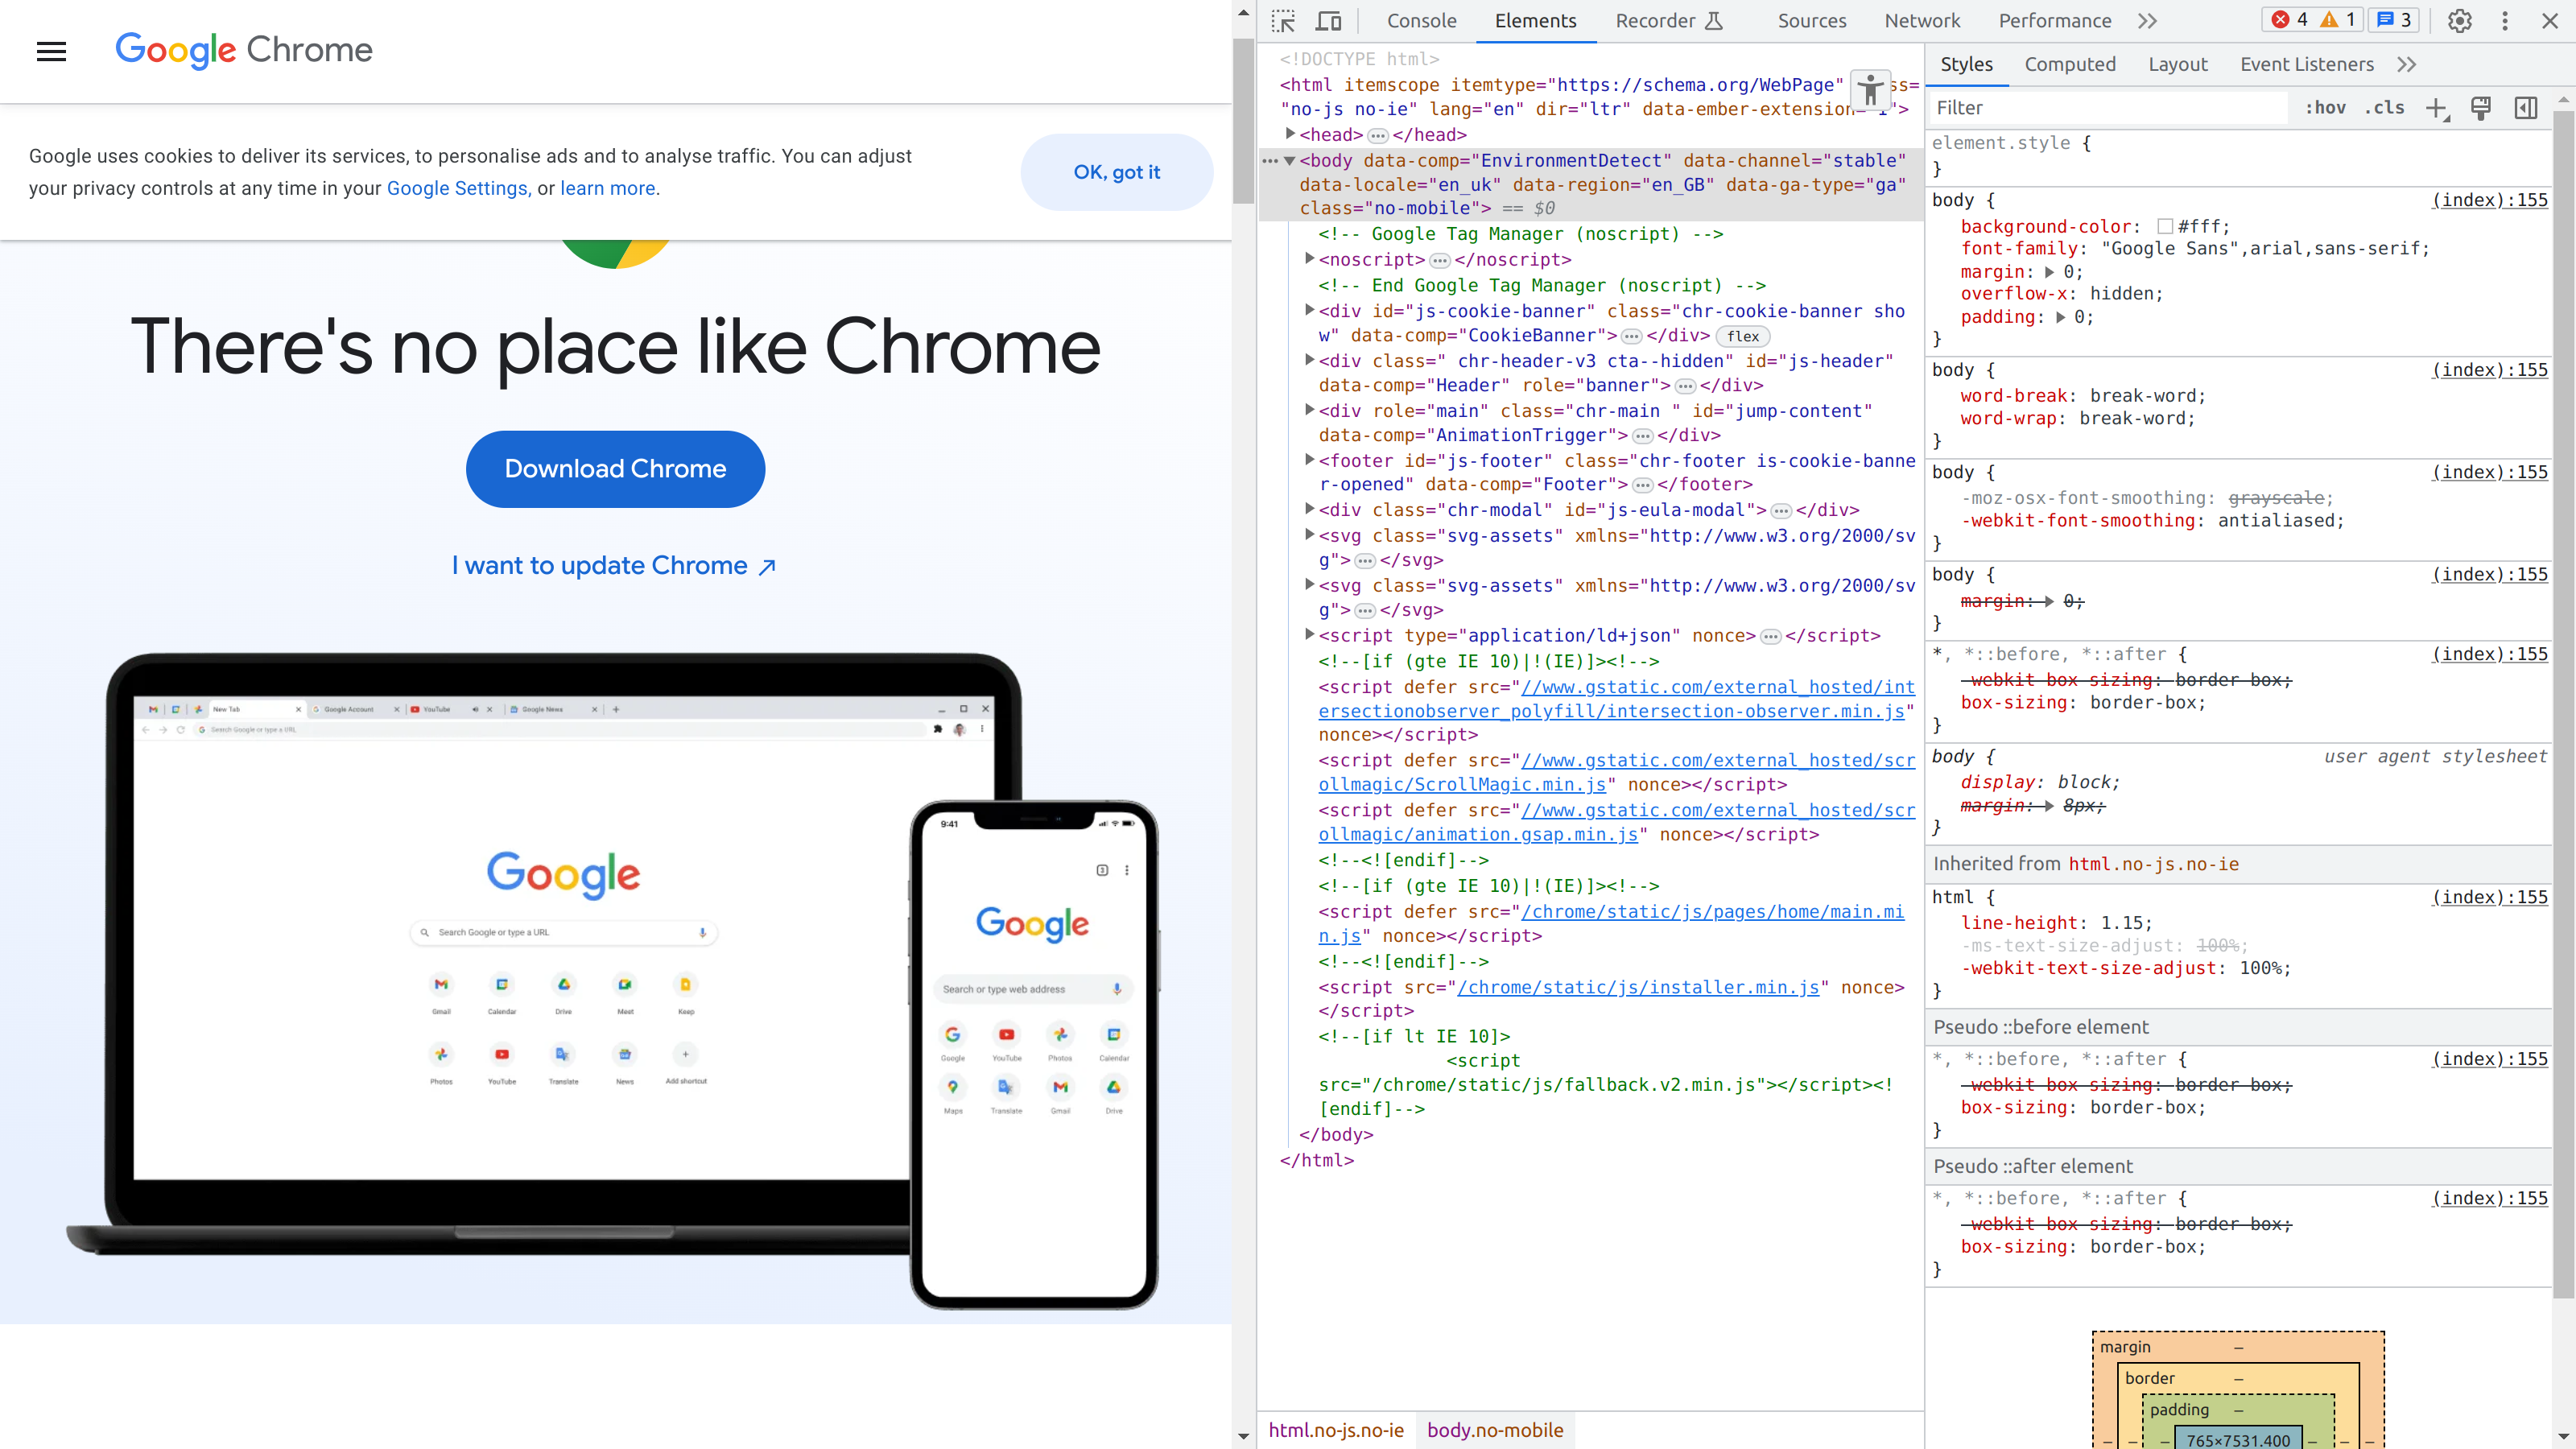 Google Chrome
Google uses cookies to deliver its services, to personalise ads and to analyse traffic. You can adjust
your privacy controls at any time in your Google Settings, or learn more.
OK, got it
There's no place like Chrome
Download Chrome
I want to update Chrome
New Tab
Google Account
YouTube
Google News
Search Google or type a URL
Google
Search Google or type a URL
Gmail Calendar Drive Meet Keep
Photos YouTube Translate News Add shortcut
9:41
Google
Search or type web address
Google YouTube Photos Calendar
Maps Translate Gmail Drive
Console Elements Recorder Sources Network Performance 4 1 3
<!DOCTYPE html>
<html itemscope itemtype="https://schema.org/WebPage" ss=
"no-js no-ie" lang="en" dir="ltr" data-ember-extension="1">
<head> … </head>
… <body data-comp="EnvironmentDetect" data-channel="stable"
data-locale="en_uk" data-region="en_GB" data-ga-type="ga"
class="no-mobile"> == $0
<!-- Google Tag Manager (noscript) -->
<noscript> … </noscript>
<!-- End Google Tag Manager (noscript) -->
<div id="js-cookie-banner" class="chr-cookie-banner sho
w" data-comp="CookieBanner"> … </div> flex
<div class=" chr-header-v3 cta--hidden" id="js-header"
data-comp="Header" role="banner"> … </div>
<div role="main" class="chr-main " id="jump-content"
data-comp="AnimationTrigger"> … </div>
<footer id="js-footer" class="chr-footer is-cookie-banne
r-opened" data-comp="Footer"> … </footer>
<div class="chr-modal" id="js-eula-modal"> … </div>
<svg class="svg-assets" xmlns="http://www.w3.org/2000/sv
g"> … </svg>
<svg class="svg-assets" xmlns="http://www.w3.org/2000/sv
g"> … </svg>
<script type="application/ld+json" nonce> … </script>
<!--[if (gte IE 10)|!(IE)]><!-->
<script defer src="//www.gstatic.com/external_hosted/int
ersectionobserver_polyfill/intersection-observer.min.js"
nonce></script>
<script defer src="//www.gstatic.com/external_hosted/scr
ollmagic/ScrollMagic.min.js" nonce></script>
<script defer src="//www.gstatic.com/external_hosted/scr
ollmagic/animation.gsap.min.js" nonce></script>
<!--<![endif]-->
<!--[if (gte IE 10)|!(IE)]><!-->
<script defer src="/chrome/static/js/pages/home/main.mi
n.js" nonce></script>
<!--<![endif]-->
<script src="/chrome/static/js/installer.min.js" nonce>
</script>
<!--[if lt IE 10]>
<script
src="/chrome/static/js/fallback.v2.min.js"></script><!
[endif]-->
</body>
</html>
html.no-js.no-ie body.no-mobile
Styles Computed Layout Event Listeners
Filter :hov .cls
element.style {
}
body { (index):155
background-color: #fff;
font-family: "Google Sans",arial,sans-serif;
margin: 0;
overflow-x: hidden;
padding: 0;
}
body { (index):155
word-break: break-word;
word-wrap: break-word;
}
body { (index):155
-moz-osx-font-smoothing: grayscale;
-webkit-font-smoothing: antialiased;
}
body { (index):155
margin: 0;
}
*, *::before, *::after { (index):155
-webkit-box-sizing: border-box;
box-sizing: border-box;
}
body { user agent stylesheet
display: block;
margin: 8px;
}
Inherited from html.no-js.no-ie
html { (index):155
line-height: 1.15;
-ms-text-size-adjust: 100%;
-webkit-text-size-adjust: 100%;
}
Pseudo ::before element
*, *::before, *::after { (index):155
-webkit-box-sizing: border-box;
box-sizing: border-box;
}
Pseudo ::after element
*, *::before, *::after { (index):155
-webkit-box-sizing: border-box;
box-sizing: border-box;
}
margin –
border –
padding –
– – – 765×7531.400 – – –